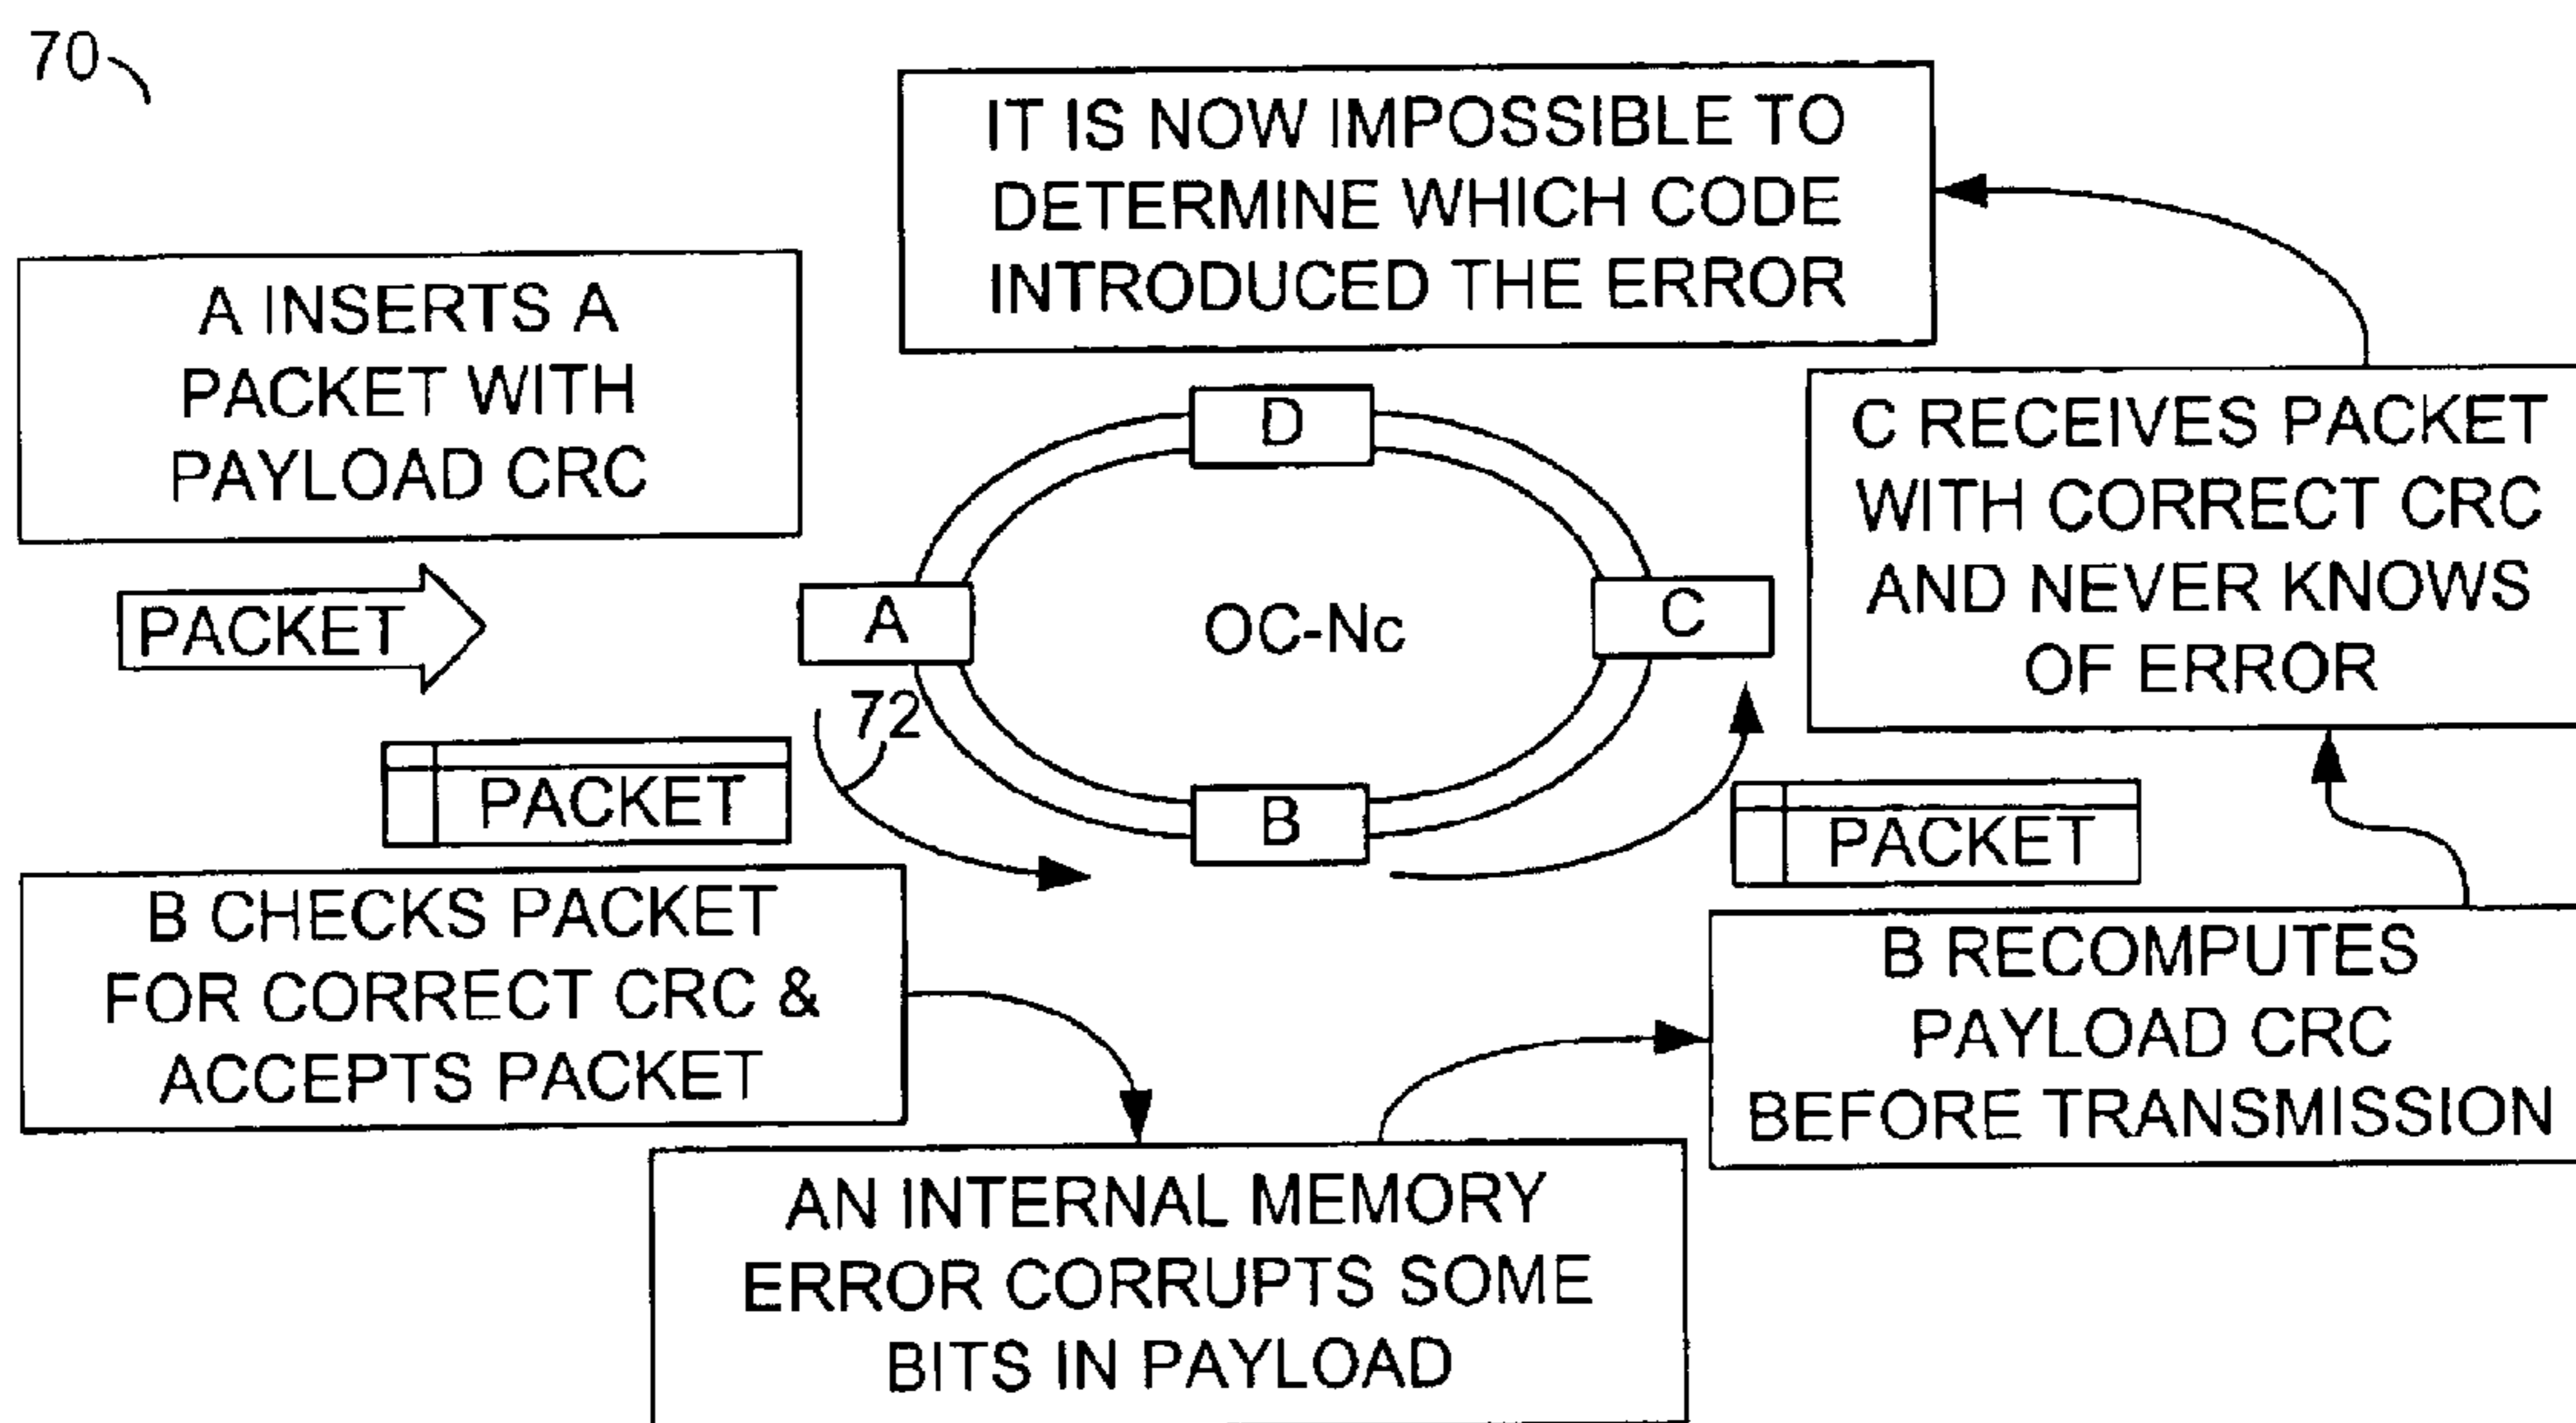 70
IT IS NOW IMPOSSIBLE TO
DETERMINE WHICH CODE
INTRODUCED THE ERROR
A INSERTS A
PACKET WITH
PAYLOAD CRC
D
C RECEIVES PACKET
WITH CORRECT CRC
AND NEVER KNOWS
OF ERROR
PACKET
A
OC-Nc
C
72
PACKET
B
PACKET
B CHECKS PACKET
FOR CORRECT CRC &
ACCEPTS PACKET
B RECOMPUTES
PAYLOAD CRC
BEFORE TRANSMISSION
AN INTERNAL MEMORY
ERROR CORRUPTS SOME
BITS IN PAYLOAD